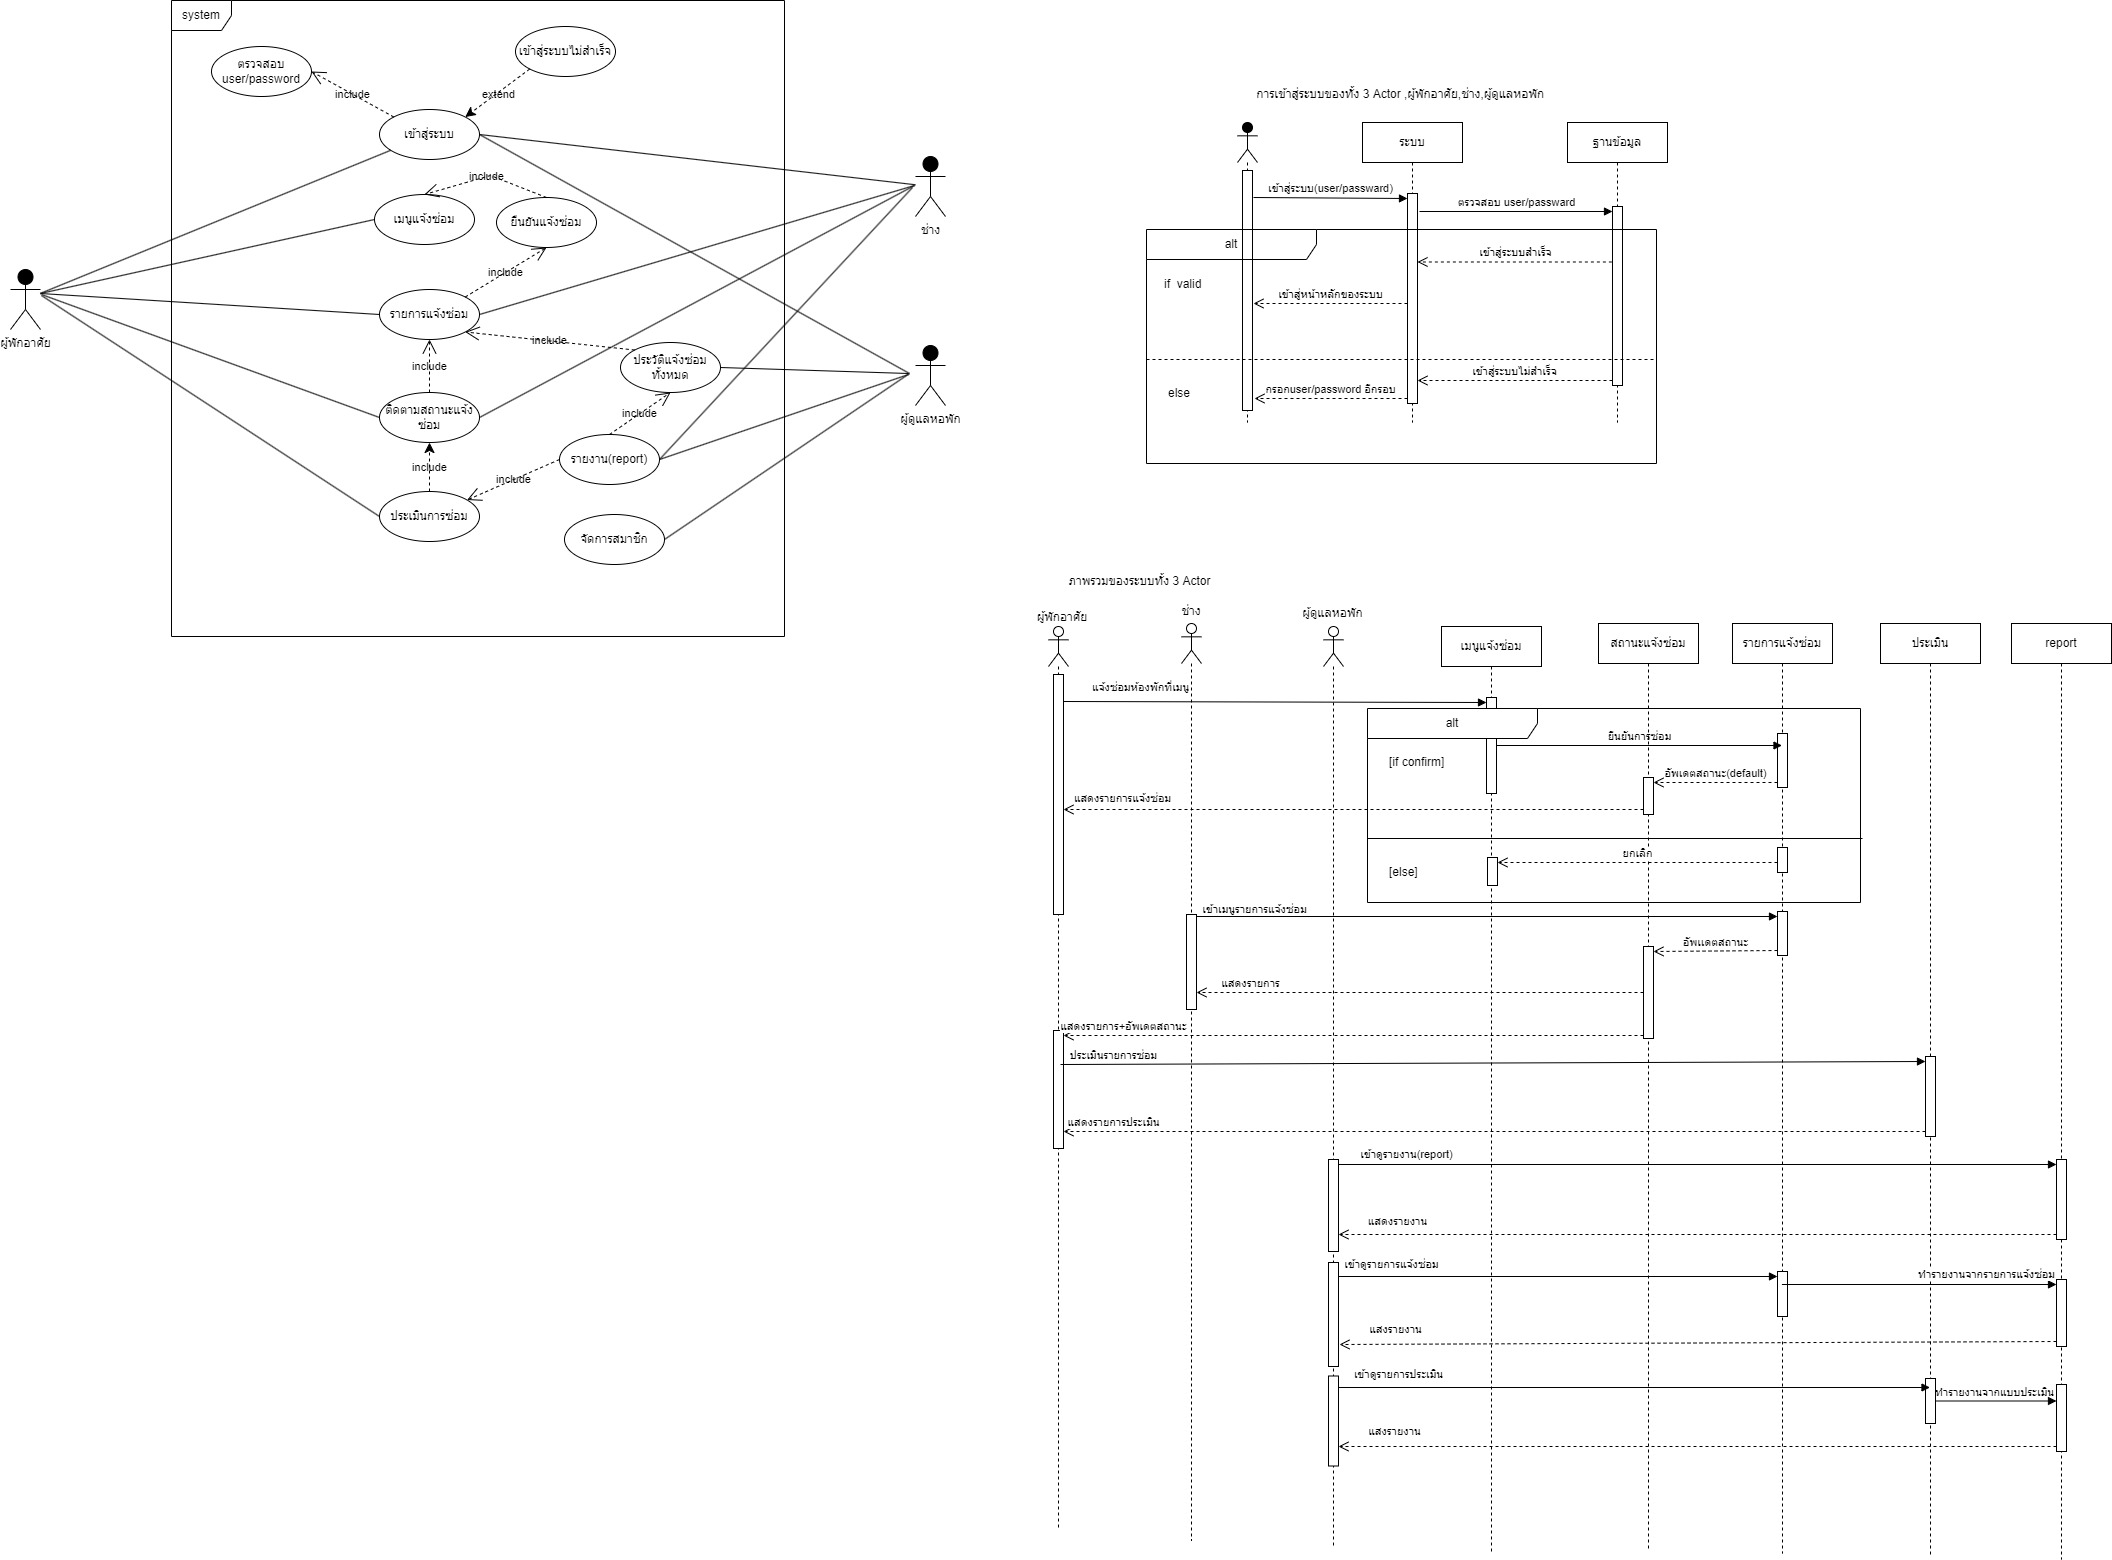 system
เข้าสู่ระบบไม่สำเร็จ
ตรวจสอบ
user/password
include
extend
เข้าสู่ระบบ
include
เมนูแจ้งซ่อม
ยืนยันแจ้งซ่อม
ช่าง
include
ผู้พักอาศัย
รายการแจ้งซ่อม
include
ประวัติแจ้งซ่อม
ทั้งหมด
include
ผู้ดูแลหอพัก
ติดตามสถานะแจ้ง
ซ่อม
include
include
รายงาน(report)
include
ประเมินการซ่อม
จัดการสมาชิก
การเข้าสู่ระบบของทั้ง 3 Actor ,ผู้พักอาศัย,ช่าง,ผู้ดูแลหอพัก
ระบบ
ฐานข้อมูล
เข้าสู่ระบบ(user/passward)
ตรวจสอบ user/passward
alt
เข้าสู่ระบบสำเร็จ
if  valid
เข้าสู่หน้าหลักของระบบ
เข้าสู่ระบบไม่สำเร็จ
else
กรอกuser/password อีกรอบ
ภาพรวมของระบบทั้ง 3 Actor
ผู้พักอาศัย
ช่าง
ผู้ดูแลหอพัก
เมนูแจ้งซ่อม
สถานะแจ้งซ่อม
รายการแจ้งซ่อม
ประเมิน
report
แจ้งซ่อมห้องพักที่เมนู
alt
ยืนยันการซ่อม
[if confirm]
อัพเดตสถานะ(default)
แสดงรายการแจ้งซ่อม
ยกเลิก
[else]
เข้าเมนูรายการแจ้งซ่อม
อัพแดตสถานะ
แสดงรายการ
แสดงรายการ+อัพเดตสถานะ
ประเมินรายการซ่อม
แสดงรายการประเมิน
เข้าดูรายงาน(report)
แสดงรายงาน
เข้าดูรายการแจ้งซ่อม
ทำรายงานจากรายการแจ้งซ่อม
แสงรายงาน
เข้าดูรายการประเมิน
ทำรายงานจากแบบประเมิน
แสงรายงาน